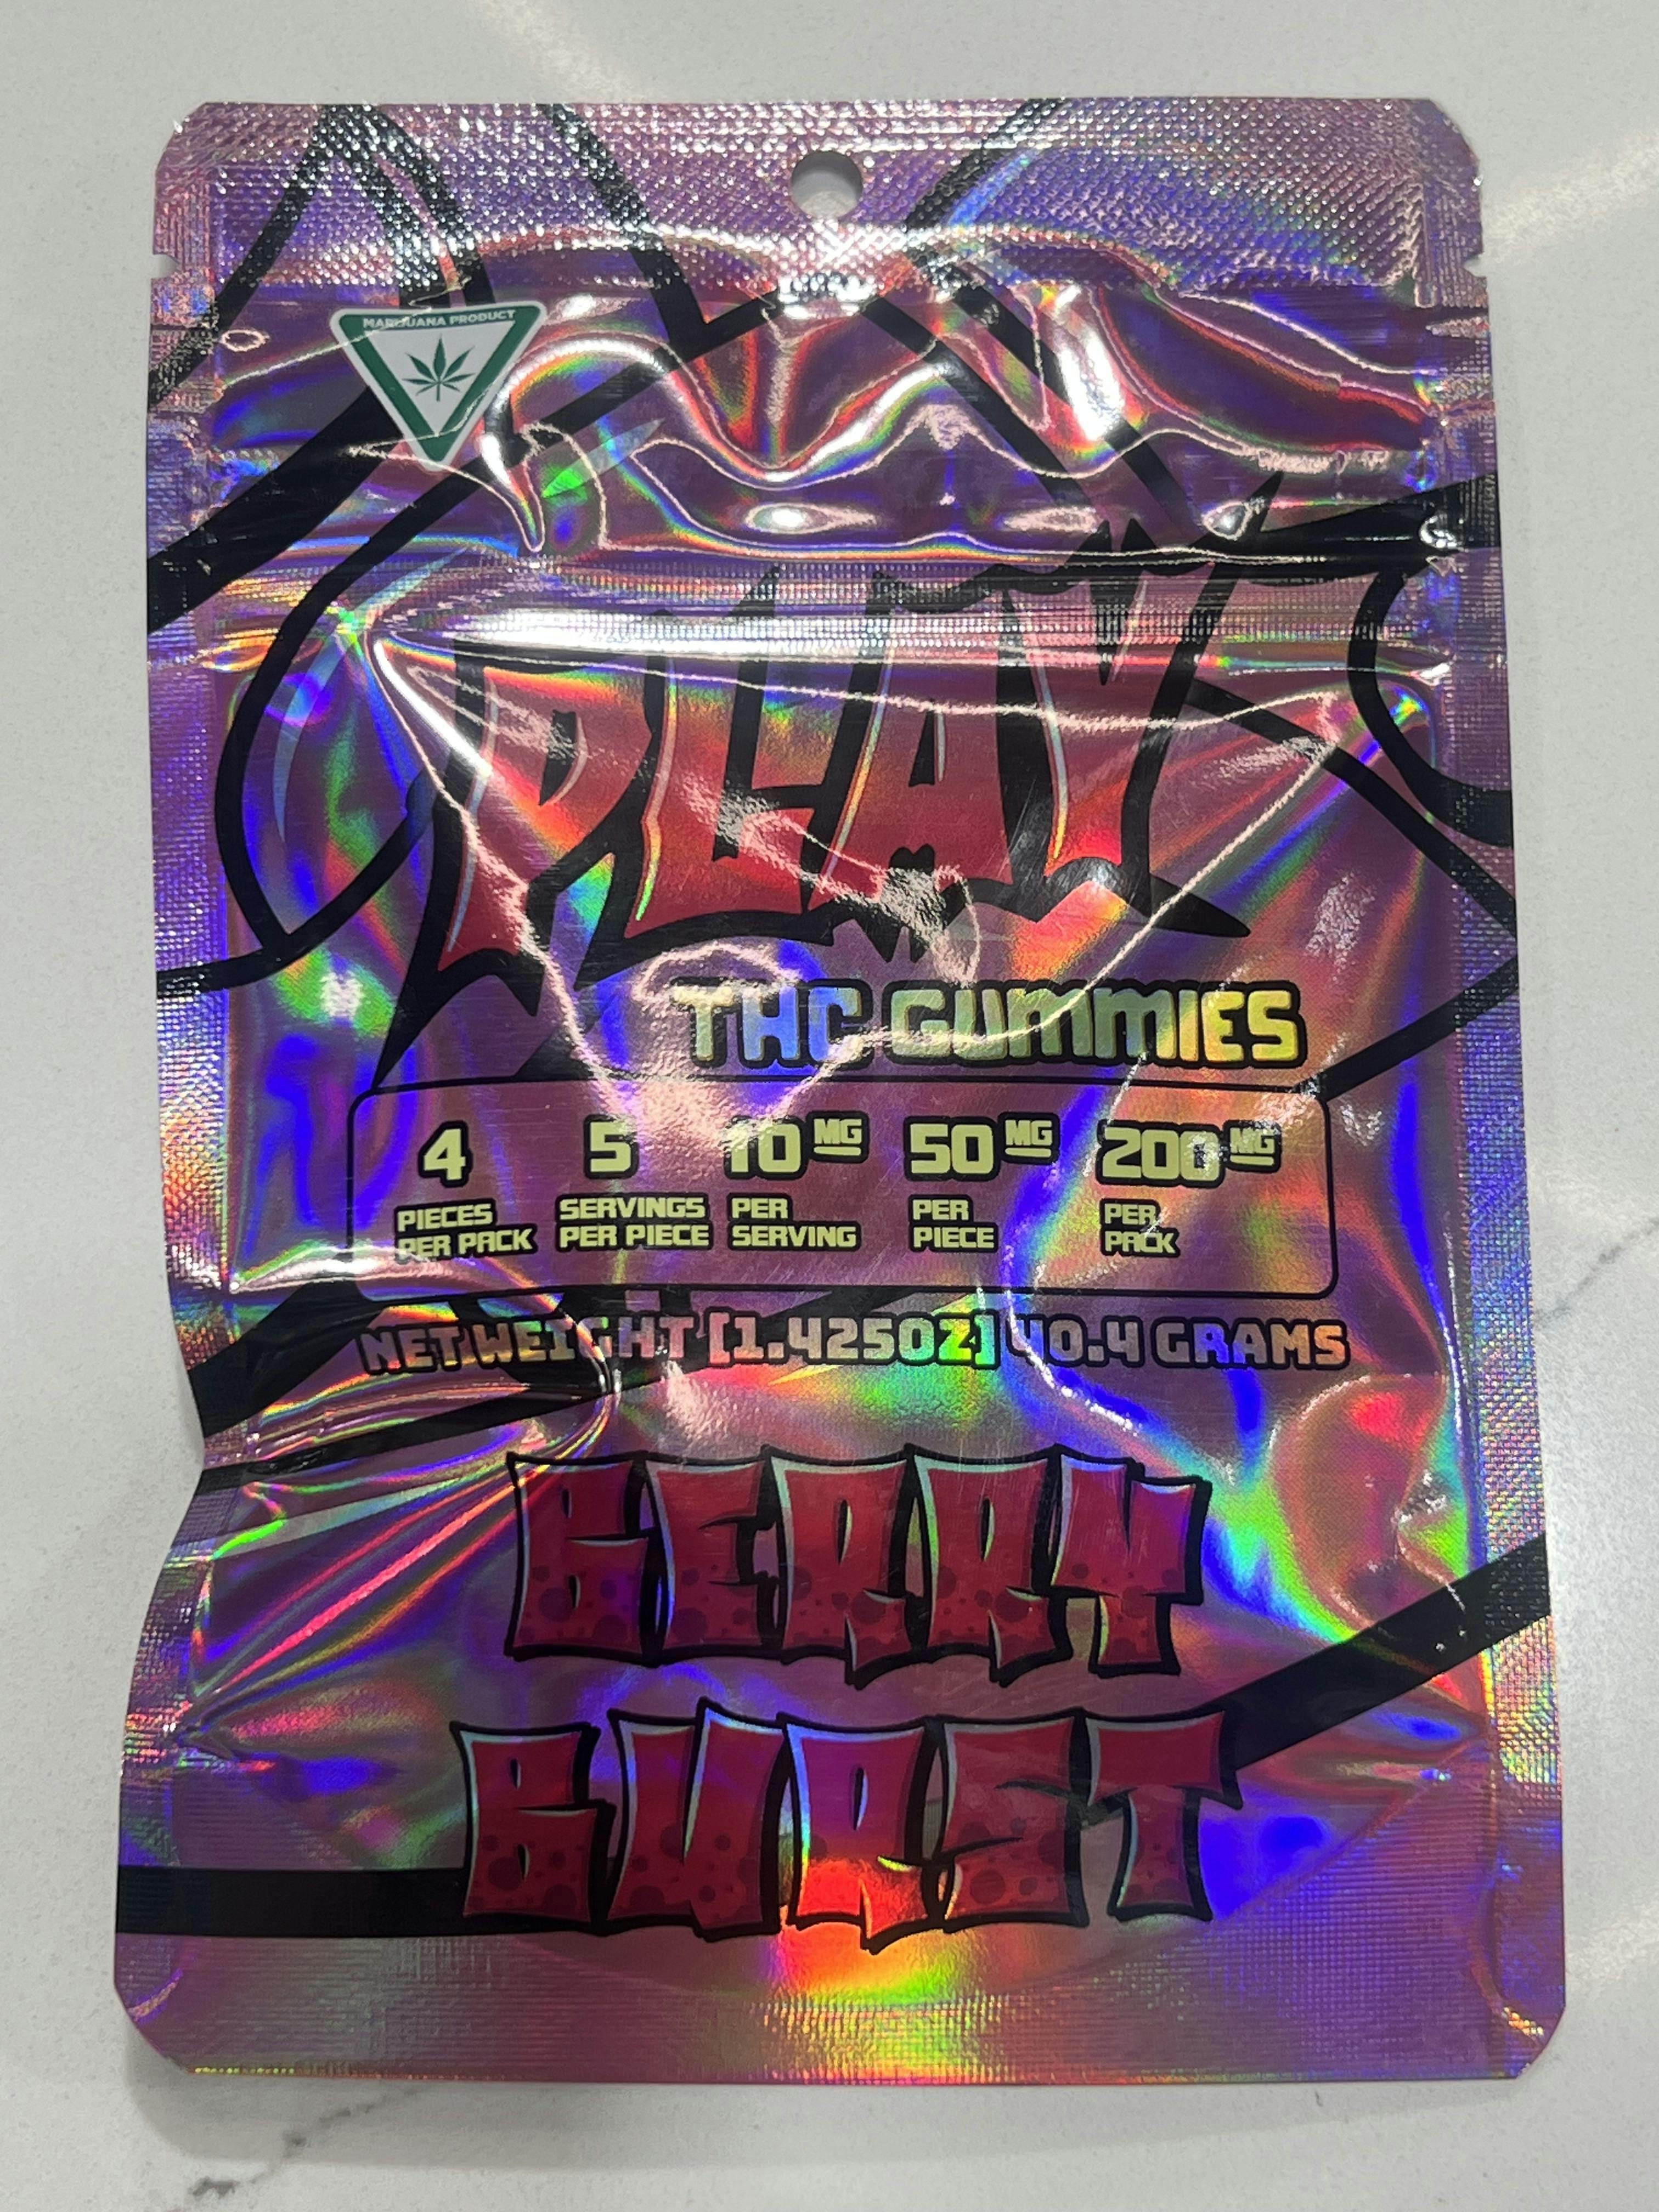 MARIJUANA PRODUCT
PLAY
THC GUMMIES
4 5 10 MG 50 MG 200 MG
PIECES PER PACK SERVINGS PER PIECE PER SERVING PER PIECE PER PACK
NET WEIGHT [1.425OZ] 40.4 GRAMS
BERRY
BURST